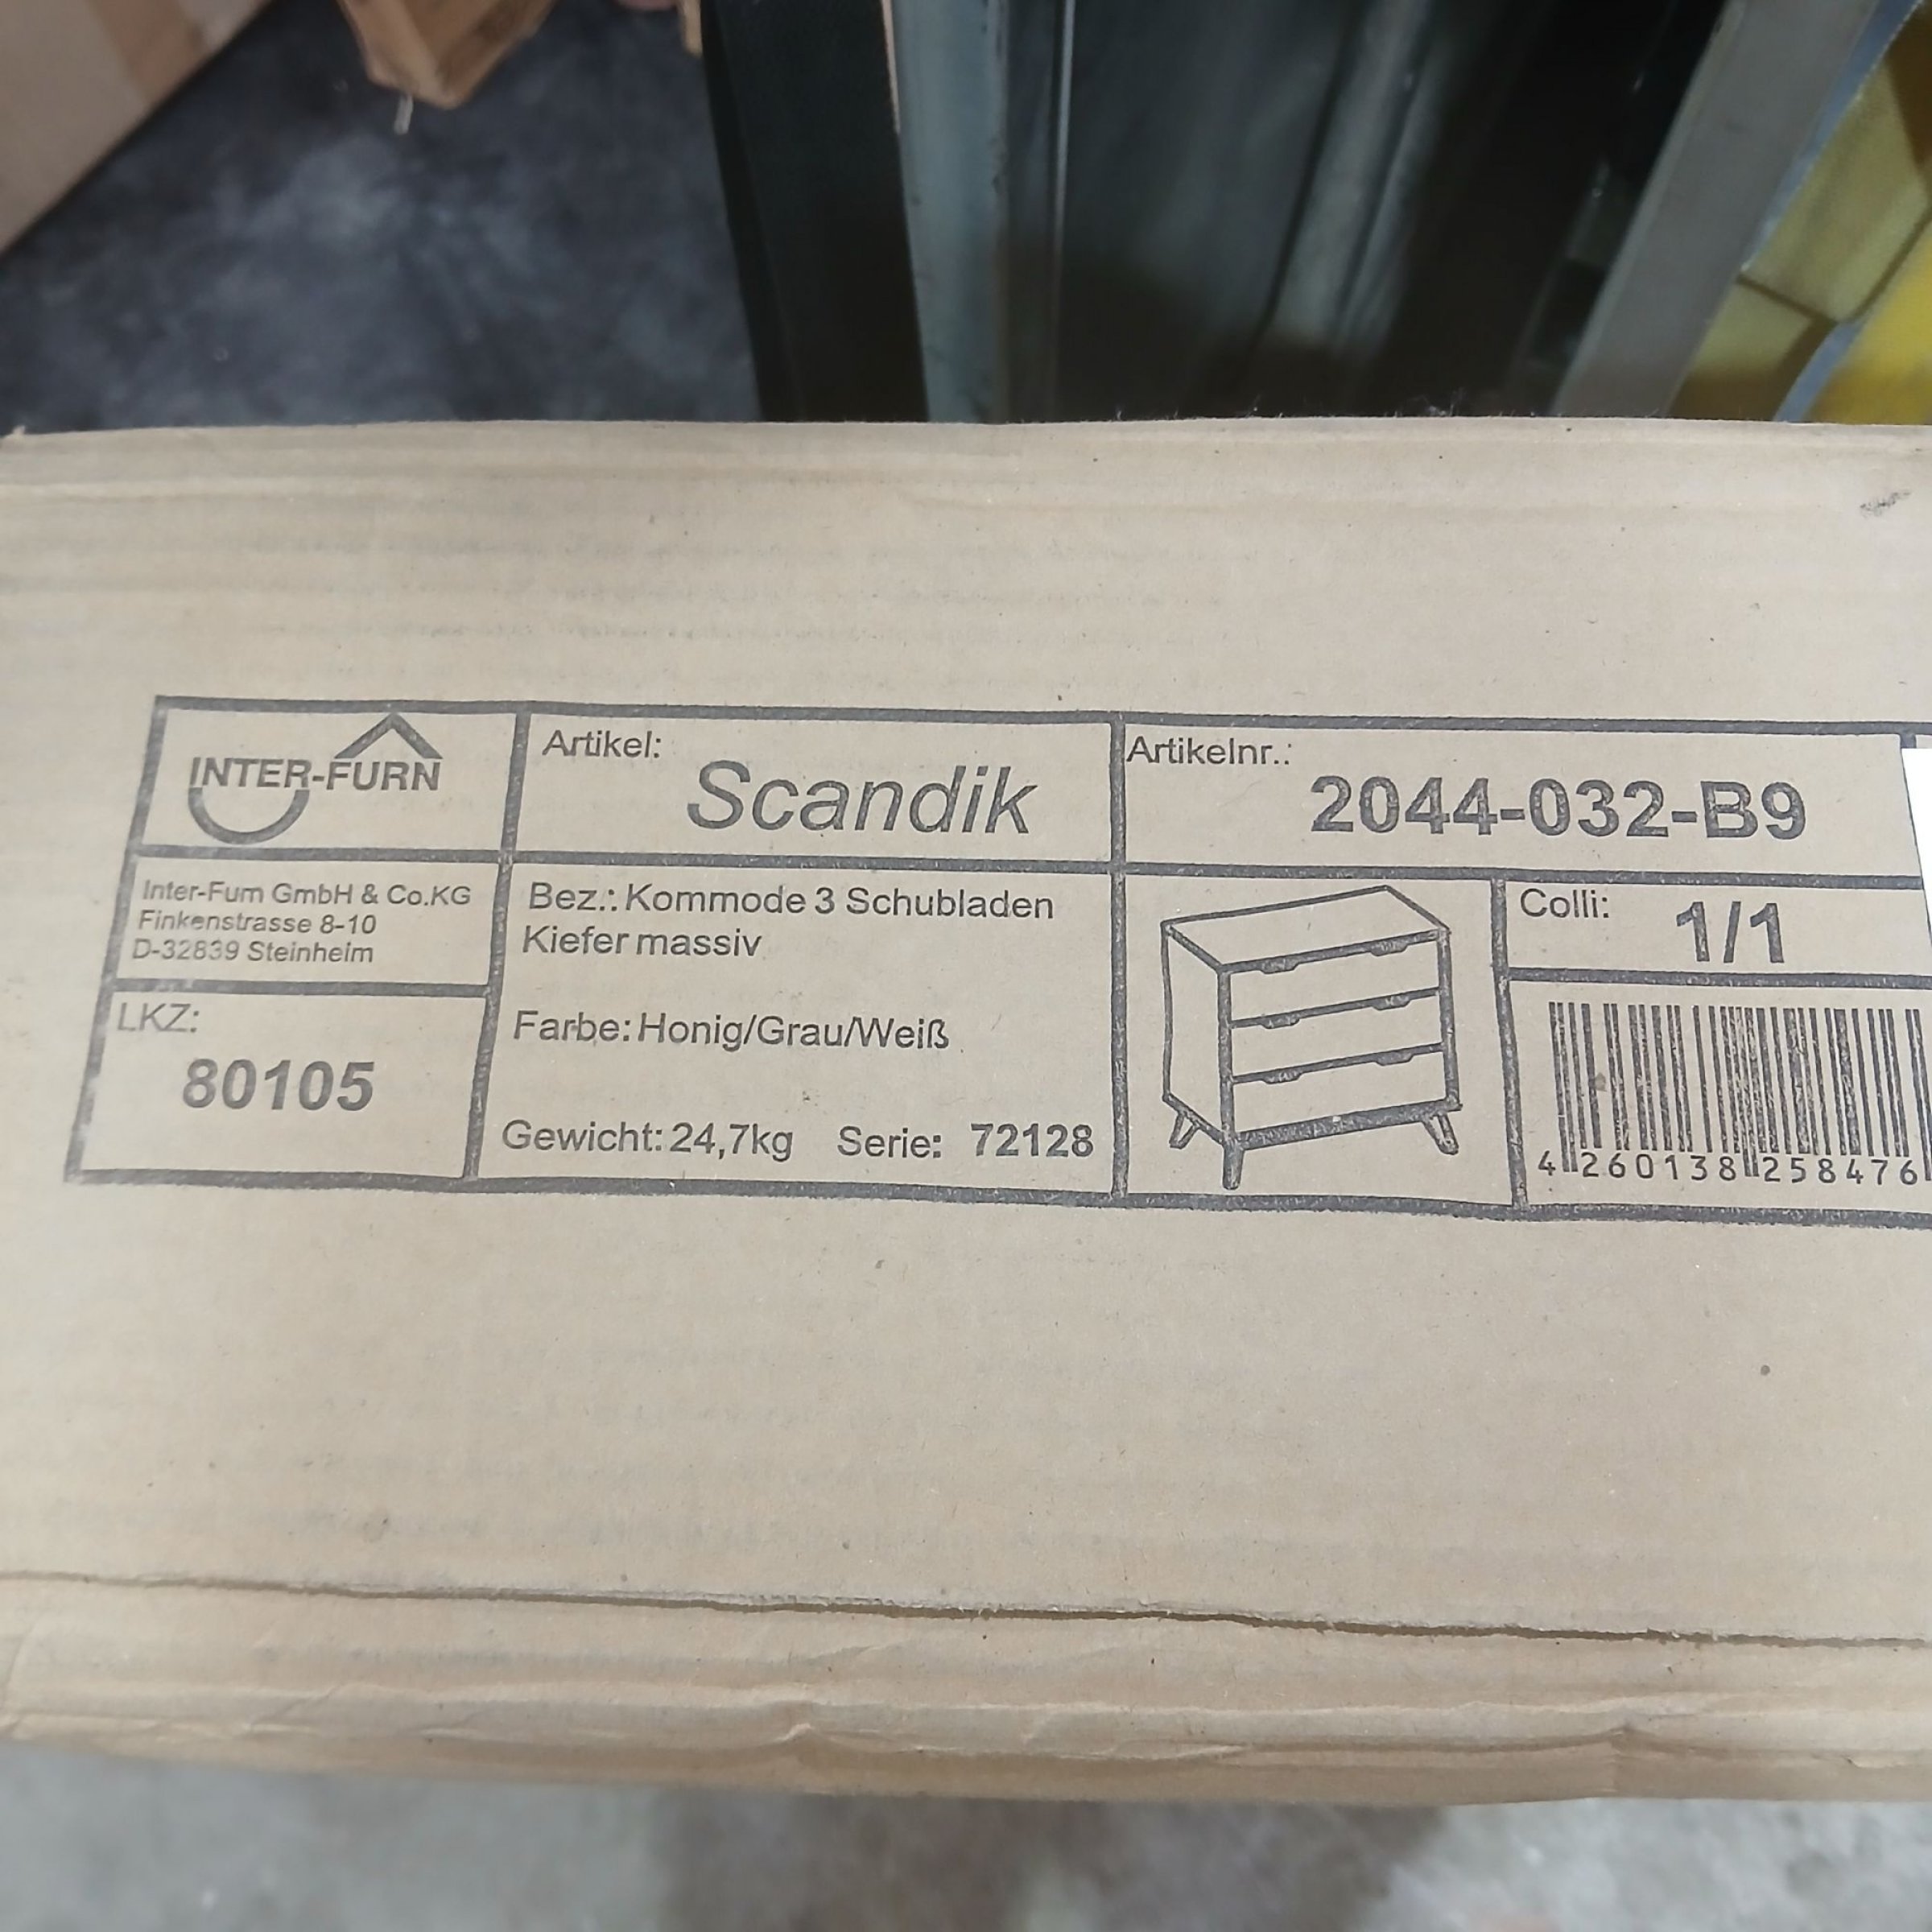 INTER-FURN
Artikel:
Scandik
Artikelnr.:
2044-032-B9
Inter-Furn GmbH & Co.KG
Finkenstrasse 8-10
D-32839 Steinheim
LKZ:
80105
Bez.: Kommode 3 Schubladen
Kiefer massiv
Farbe: Honig/Grau/Weiß
Gewicht: 24,7kg Serie: 72128
Colli: 1/1
4 260138 258476